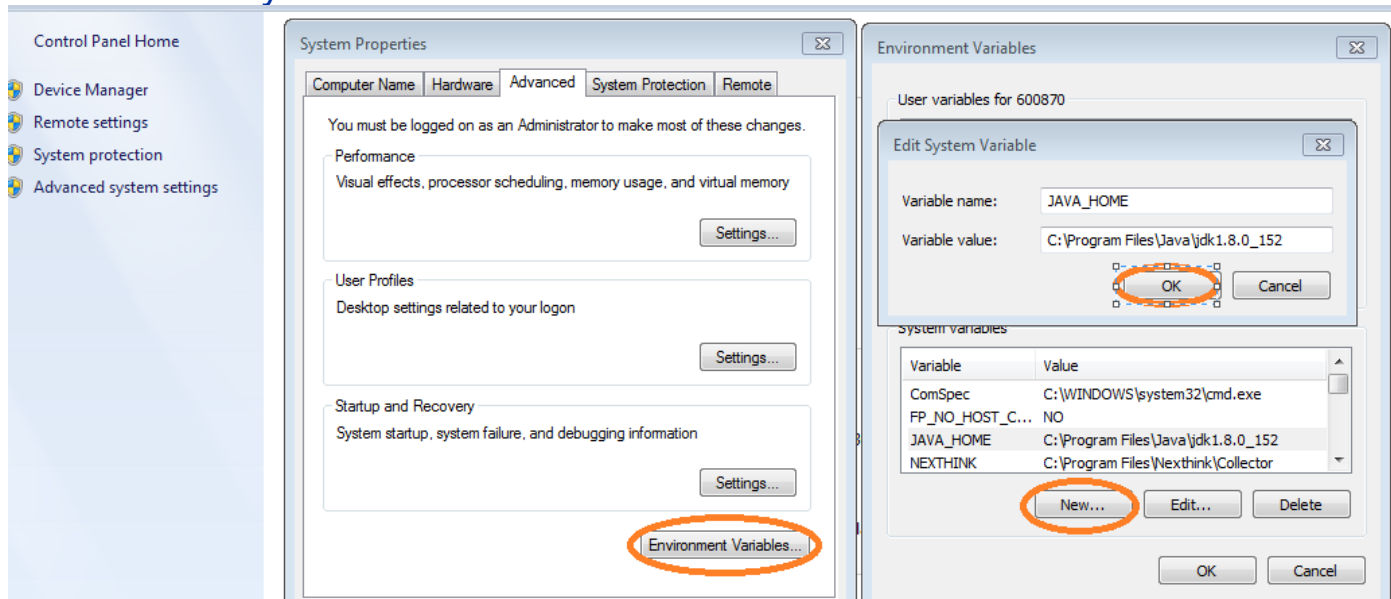 Control Panel Home
Device Manager
Remote settings
System protection
Advanced system settings
System Properties
Computer Name Hardware Advanced System Protection Remote
You must be logged on as an Administrator to make most of these changes.
Performance
Visual effects, processor scheduling, memory usage, and virtual memory
Settings...
User Profiles
Desktop settings related to your logon
Settings...
Startup and Recovery
System startup, system failure, and debugging information
Settings...
Environment Variables...
Environment Variables
User variables for 600870
Edit System Variable
Variable name: JAVA_HOME
Variable value: C:\Program Files\Java\jdk1.8.0_152
OK Cancel
System variables
Variable Value
ComSpec C:\WINDOWS\system32\cmd.exe
FP_NO_HOST_C... NO
JAVA_HOME C:\Program Files\Java\jdk1.8.0_152
NEXTHINK C:\Program Files\Nexthink\Collector
New... Edit... Delete
OK Cancel